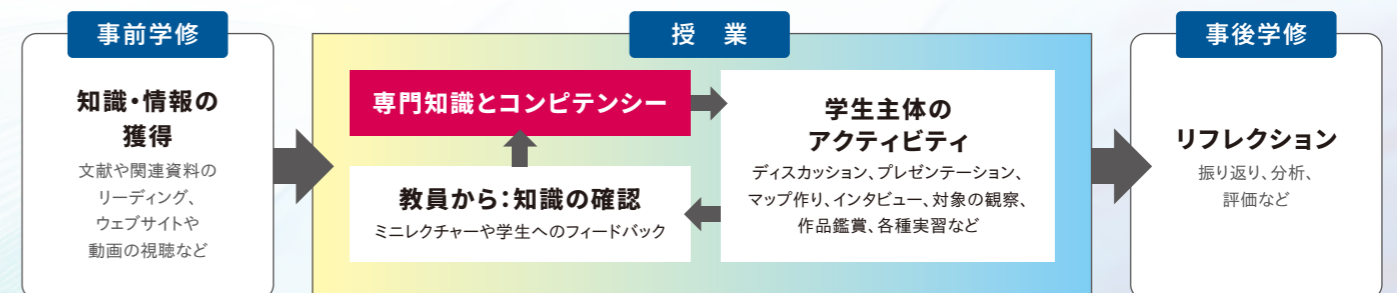 事前学修
知識・情報の
獲得
文献や関連資料の
リーディング、
ウェブサイトや
動画の視聴など
授 業
専門知識とコンピテンシー
教員から：知識の確認
ミニレクチャーや学生へのフィードバック
学生主体の
アクティビティ
ディスカッション、プレゼンテーション、
マップ作り、インタビュー、対象の観察、
作品鑑賞、各種実習など
事後学修
リフレクション
振り返り、分析、
評価など